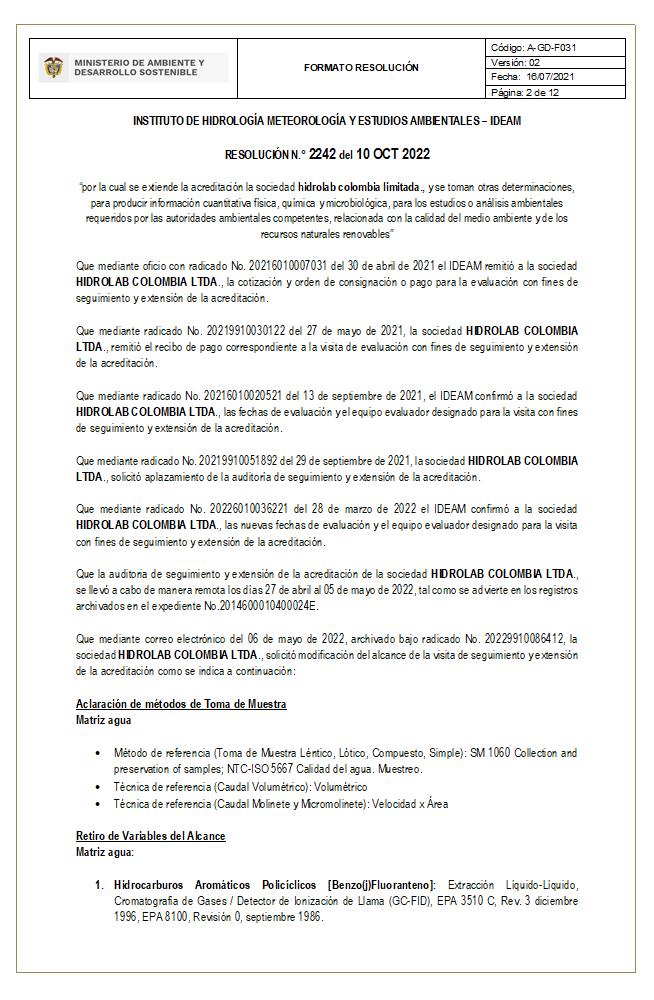 MINISTERIO DE AMBIENTE Y
DESARROLLO SOSTENIBLE
FORMATO RESOLUCIÓN
Código: A-GD-F031
Versión: 02
Fecha: 16/07/2021
Página: 2 de 12
INSTITUTO DE HIDROLOGÍA METEOROLOGÍA Y ESTUDIOS AMBIENTALES – IDEAM
RESOLUCIÓN N.° 2242 del 10 OCT 2022
“por la cual se extiende la acreditación la sociedad hidrolab colombia limitada., y se toman otras determinaciones,
para producir información cuantitativa física, química y microbiológica, para los estudios o análisis ambientales
requeridos por las autoridades ambientales competentes, relacionada con la calidad del medio ambiente y de los
recursos naturales renovables”
Que mediante oficio con radicado No. 20216010007031 del 30 de abril de 2021 el IDEAM remitió a la sociedad
HIDROLAB COLOMBIA LTDA., la cotización y orden de consignación o pago para la evaluación con fines de
seguimiento y extensión de la acreditación.
Que mediante radicado No. 20219910030122 del 27 de mayo de 2021, la sociedad HIDROLAB COLOMBIA
LTDA., remitió el recibo de pago correspondiente a la visita de evaluación con fines de seguimiento y extensión
de la acreditación.
Que mediante radicado No. 20216010020521 del 13 de septiembre de 2021, el IDEAM confirmó a la sociedad
HIDROLAB COLOMBIA LTDA., las fechas de evaluación y el equipo evaluador designado para la visita con fines
de seguimiento y extensión de la acreditación.
Que mediante radicado No. 20219910051892 del 29 de septiembre de 2021, la sociedad HIDROLAB COLOMBIA
LTDA., solicitó aplazamiento de la auditoría de seguimiento y extensión de la acreditación.
Que mediante radicado No. 20226010036221 del 28 de marzo de 2022 el IDEAM confirmó a la sociedad
HIDROLAB COLOMBIA LTDA., las nuevas fechas de evaluación y el equipo evaluador designado para la visita
con fines de seguimiento y extensión de la acreditación.
Que la auditoria de seguimiento y extensión de la acreditación de la sociedad HIDROLAB COLOMBIA LTDA.,
se llevó a cabo de manera remota los días 27 de abril al 05 de mayo de 2022, tal como se advierte en los registros
archivados en el expediente No.2014600010400024E.
Que mediante correo electrónico del 06 de mayo de 2022, archivado bajo radicado No. 20229910086412, la
sociedad HIDROLAB COLOMBIA LTDA., solicitó modificación del alcance de la visita de seguimiento y extensión
de la acreditación como se indica a continuación:
Aclaración de métodos de Toma de Muestra
Matriz agua
• Método de referencia (Toma de Muestra Léntico, Lótico, Compuesto, Simple): SM 1060 Collection and
preservation of samples; NTC-ISO 5667 Calidad del agua. Muestreo.
• Técnica de referencia (Caudal Volumétrico): Volumétrico
• Técnica de referencia (Caudal Molinete y Micromolinete): Velocidad x Área
Retiro de Variables del Alcance
Matriz agua:
1. Hidrocarburos Aromáticos Policíclicos [Benzo(j)Fluoranteno]: Extracción Líquido-Líquido,
Cromatografia de Gases / Detector de Ionización de Llama (GC-FID), EPA 3510 C, Rev. 3 diciembre
1996, EPA 8100, Revisión 0, septiembre 1986.